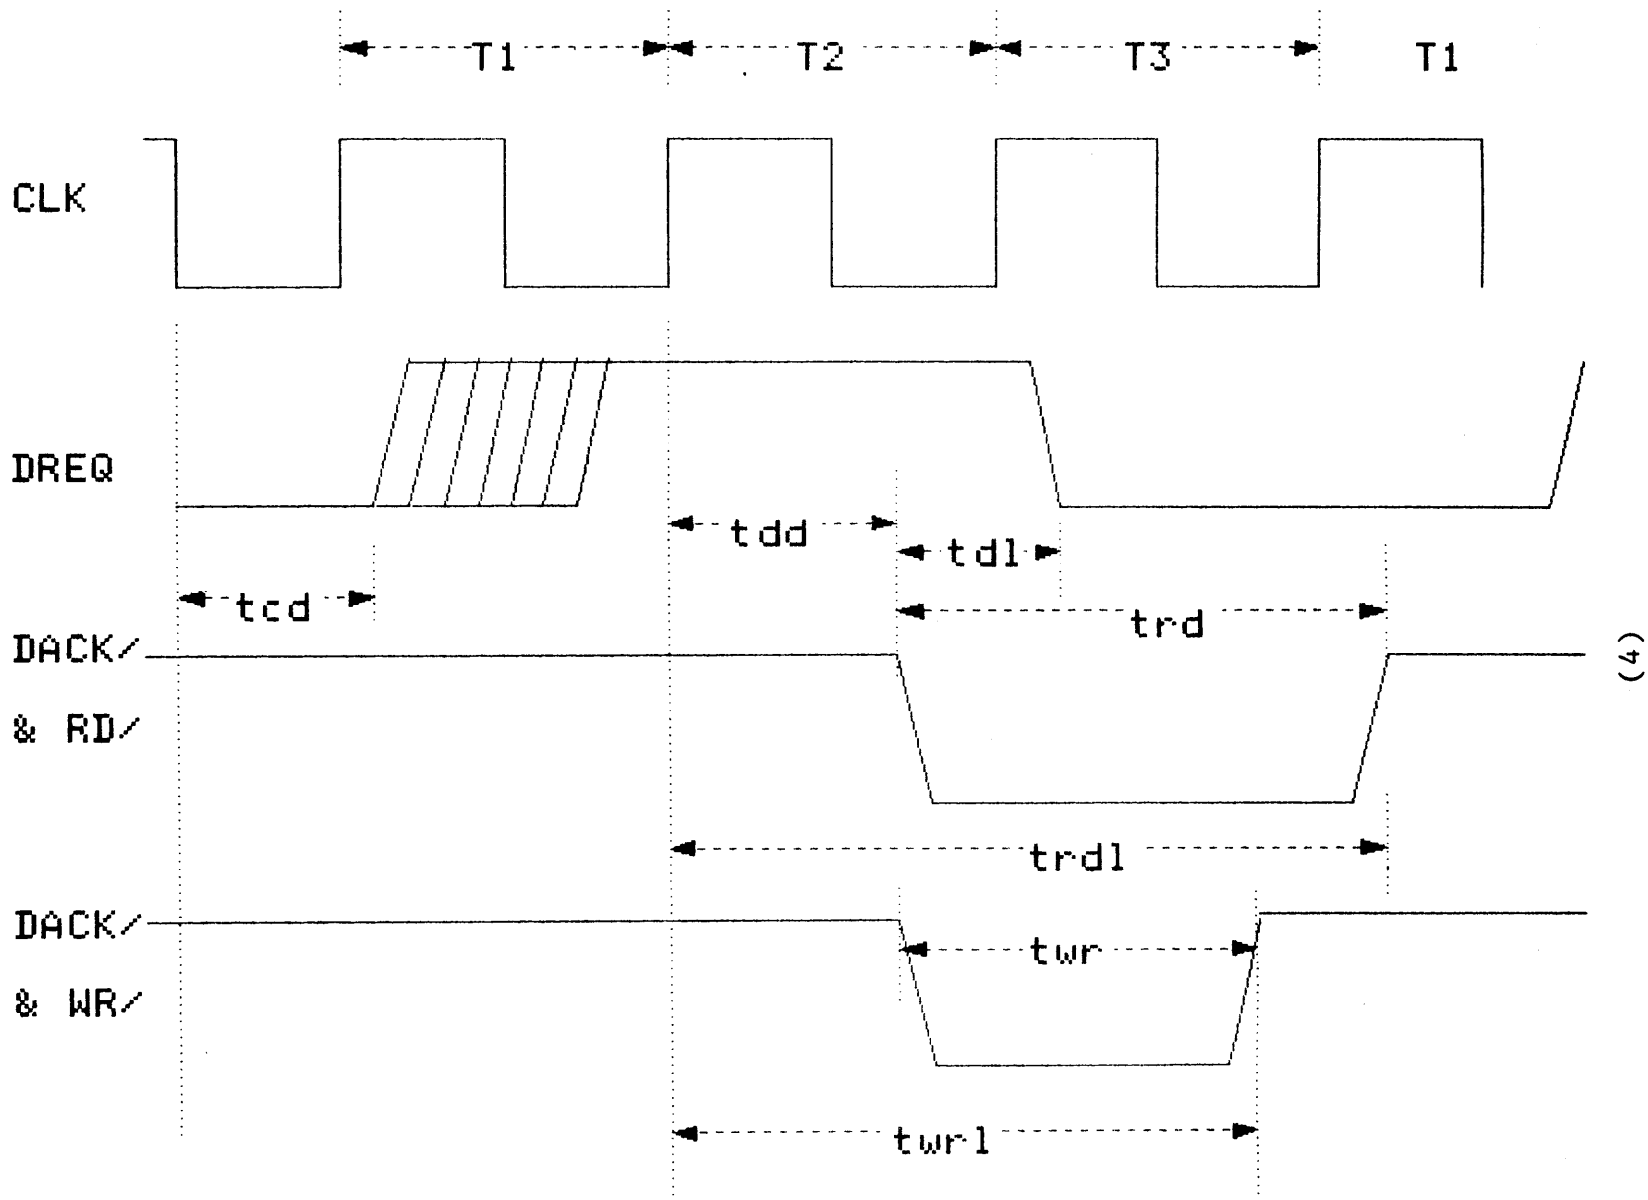 T1 T2 T3 T1
CLK
DREQ
tdd
tdl
tcd
trd
DACK/
& RD/
(4)
trdl
DACK/
twr
& WR/
twrl